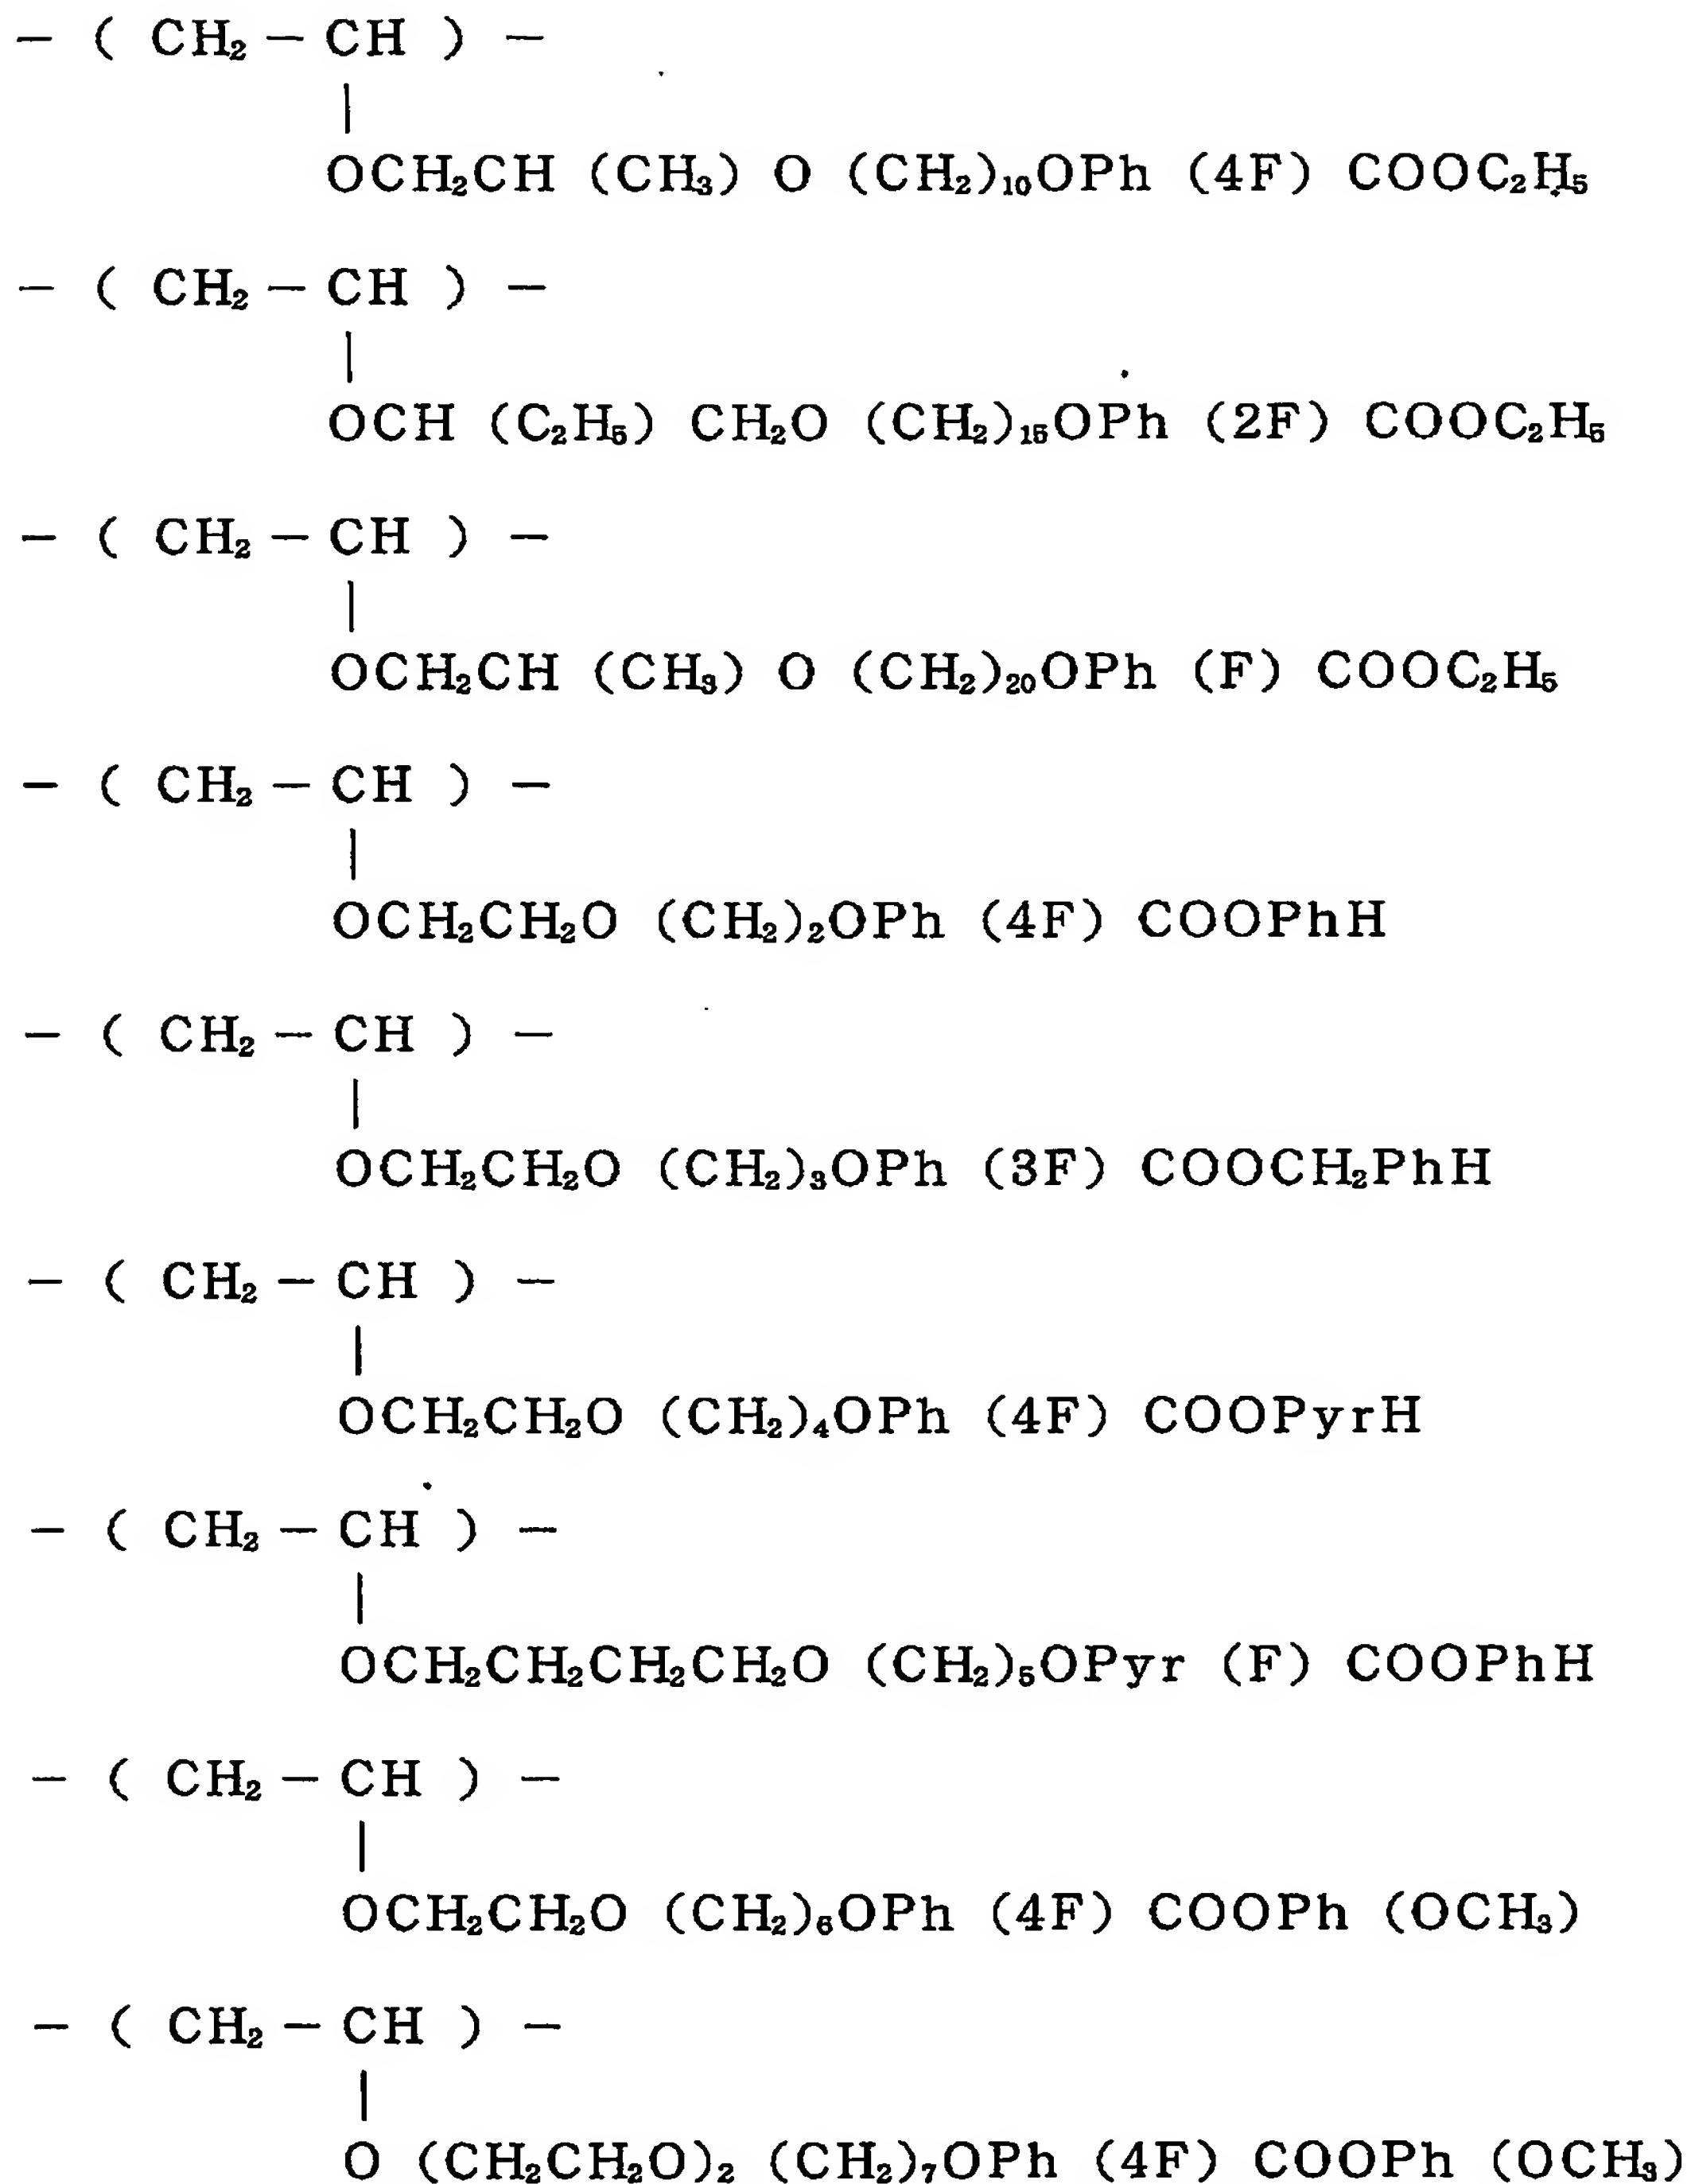 — ( CH₂ — CH ) —
|
OCH₂CH (CH₃) O (CH₂)₁₀OPh (4F) COOC₂H₅
— ( CH₂ — CH ) —
|
OCH (C₂H₅) CH₂O (CH₂)₁₅OPh (2F) COOC₂H₅
— ( CH₂ — CH ) —
|
OCH₂CH (CH₃) O (CH₂)₂₀OPh (F) COOC₂H₅
— ( CH₂ — CH ) —
|
OCH₂CH₂O (CH₂)₂OPh (4F) COOPhH
— ( CH₂ — CH ) —
|
OCH₂CH₂O (CH₂)₃OPh (3F) COOCH₂PhH
— ( CH₂ — CH ) —
|
OCH₂CH₂O (CH₂)₄OPh (4F) COOPyrH
— ( CH₂ — CH ) —
|
OCH₂CH₂CH₂CH₂O (CH₂)₅OPyr (F) COOPhH
— ( CH₂ — CH ) —
|
OCH₂CH₂O (CH₂)₆OPh (4F) COOPh (OCH₃)
— ( CH₂ — CH ) —
|
O (CH₂CH₂O)₂ (CH₂)₇OPh (4F) COOPh (OCH₃)